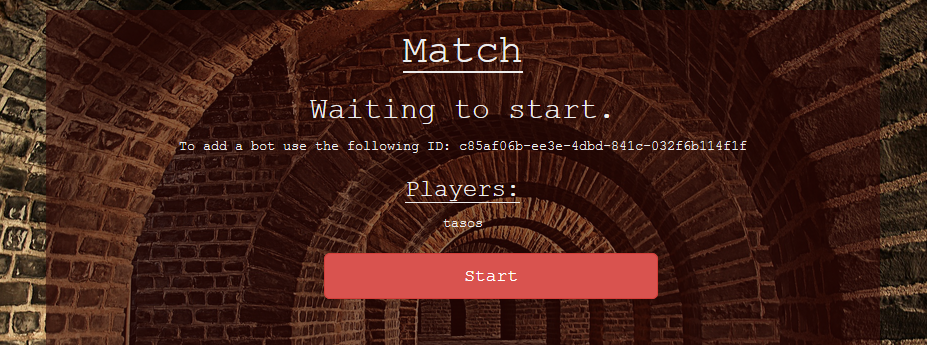 Match
Waiting to start.
To add a bot use the following ID: c85af06b-ee3e-4dbd-841c-032f6b114f1f
Players:
tasos
Start